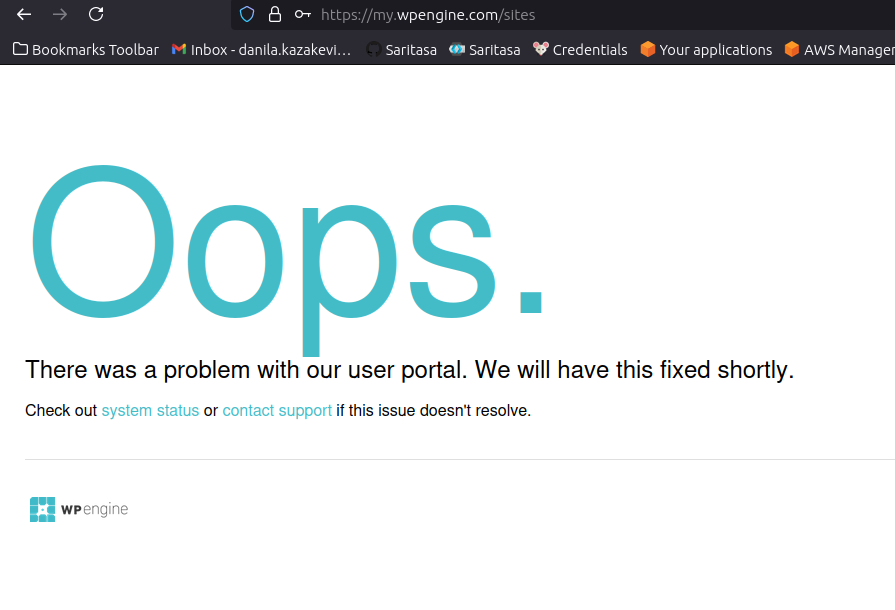 https://my.wpengine.com/sites
Bookmarks Toolbar Inbox - danila.kazakevi... Saritasa Saritasa Credentials Your applications AWS Manager
Oops.
There was a problem with our user portal. We will have this fixed shortly.
Check out system status or contact support if this issue doesn't resolve.
wpengine